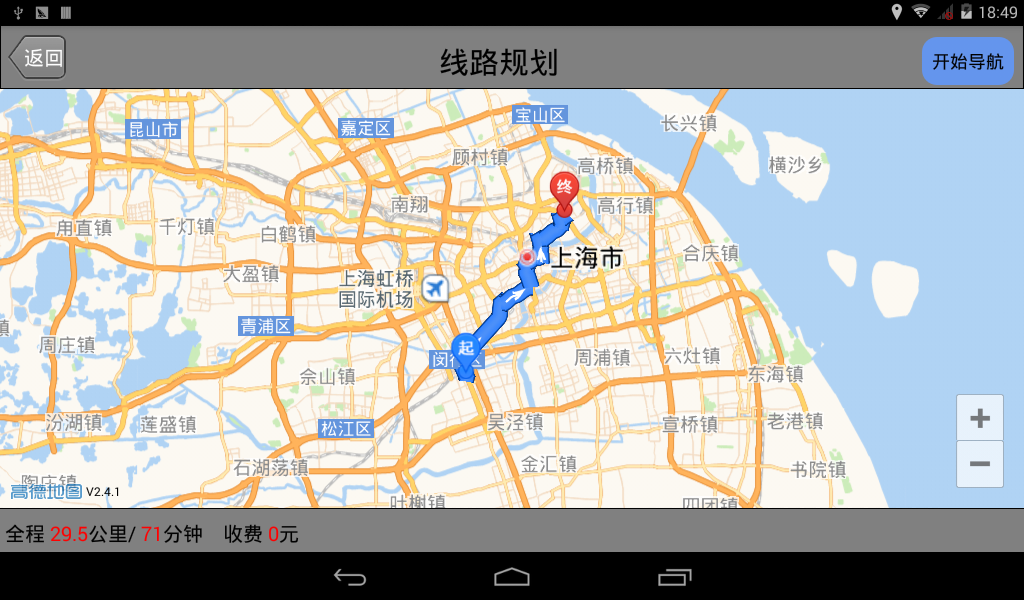 18:49
返回
线路规划
开始导航
宝山区
长兴镇
昆山市
嘉定区
顾村镇
高桥镇
横沙乡
终
南翔
高行镇
甪直镇
千灯镇
白鹤镇
上海市
合庆镇
大盈镇
上海虹桥
国际机场
青浦区
周庄镇
起
闵行区
周浦镇
六灶镇
佘山镇
东海镇
汾湖镇
莲盛镇
松江区
吴泾镇
宣桥镇
老港镇
石湖荡镇
金汇镇
书院镇
陶庄镇
高德地图 V2.4.1
叶榭镇
四团镇
全程 29.5公里/ 71分钟 收费 0元